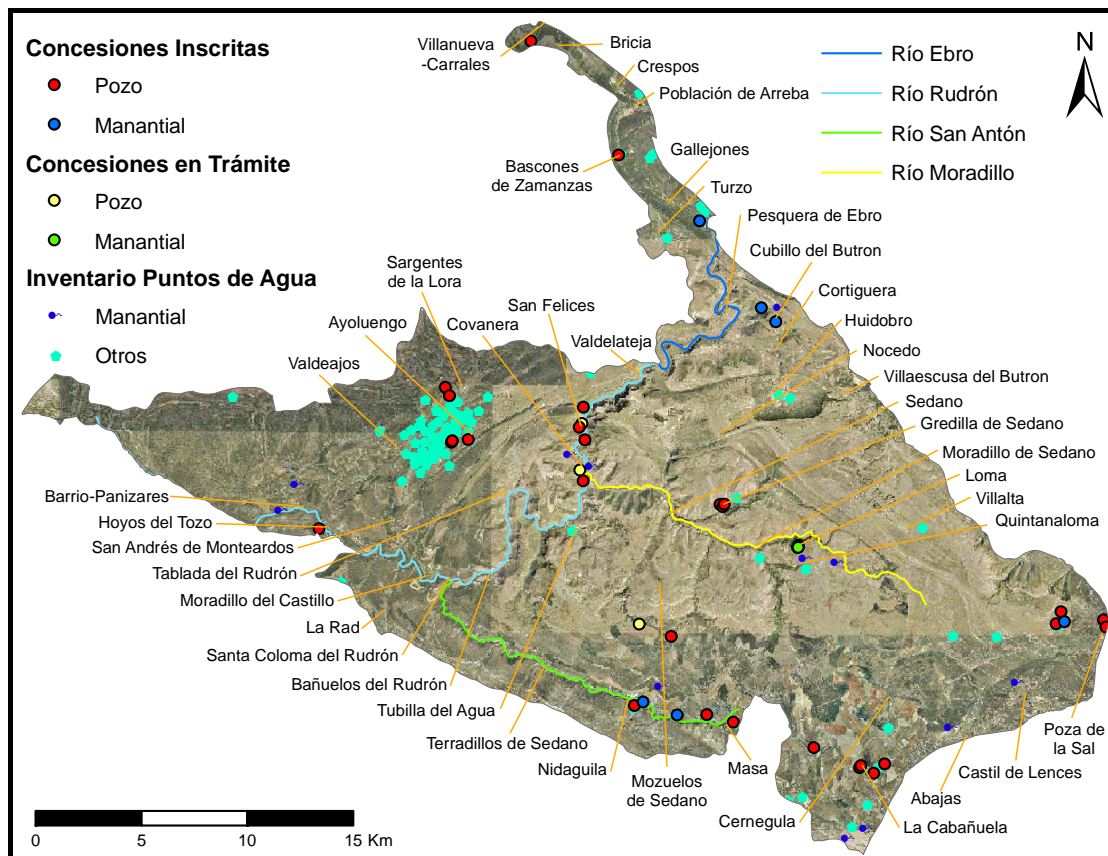 Concesiones Inscritas
Pozo
Manantial
Concesiones en Trámite
Pozo
Manantial
Inventario Puntos de Agua
Manantial
Otros
Villanueva
-Carrales
Bricia
Crespos
Población de Arreba
Bascones
de Zamanzas
Gallejones
Turzo
Pesquera de Ebro
Cubillo del Butron
Cortiguera
Huidobro
Nocedo
Villaescusa del Butron
Sedano
Gredilla de Sedano
Moradillo de Sedano
Loma
Villalta
Quintanaloma
Río Ebro
Río Rudrón
Río San Antón
Río Moradillo
N
Sargentes
de la Lora
San Felices
Ayoluengo
Covanera
Valdelateja
Valdeajos
Barrio-Panizares
Hoyos del Tozo
San Andrés de Monteardos
Tablada del Rudrón
Moradillo del Castillo
La Rad
Santa Coloma del Rudrón
Bañuelos del Rudrón
Tubilla del Agua
Terradillos de Sedano
Nidaguila
Mozuelos
de Sedano
Masa
Cernegula
La Cabañuela
Abajas
Castil de Lences
Poza de
la Sal
0 5 10 15 Km